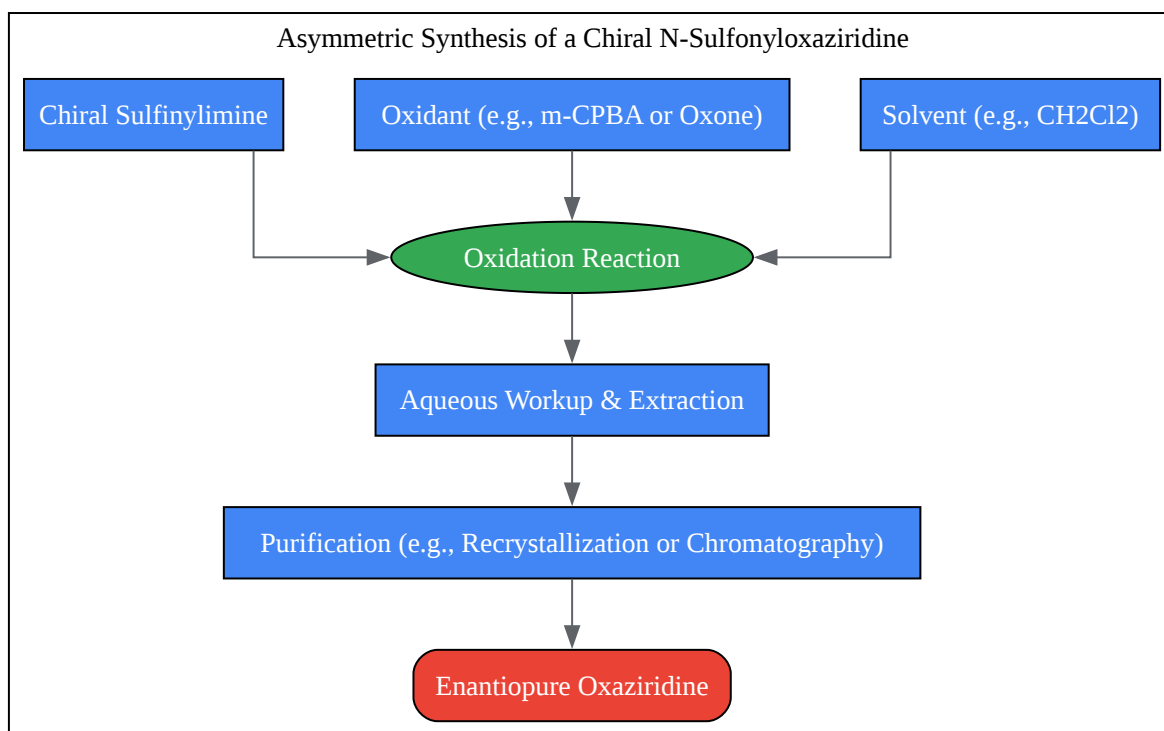 Asymmetric Synthesis of a Chiral N-Sulfonyloxaziridine
Chiral Sulfinylimine
Oxidant (e.g., m-CPBA or Oxone)
Solvent (e.g., CH2Cl2)
Oxidation Reaction
Aqueous Workup & Extraction
Purification (e.g., Recrystallization or Chromatography)
Enantiopure Oxaziridine